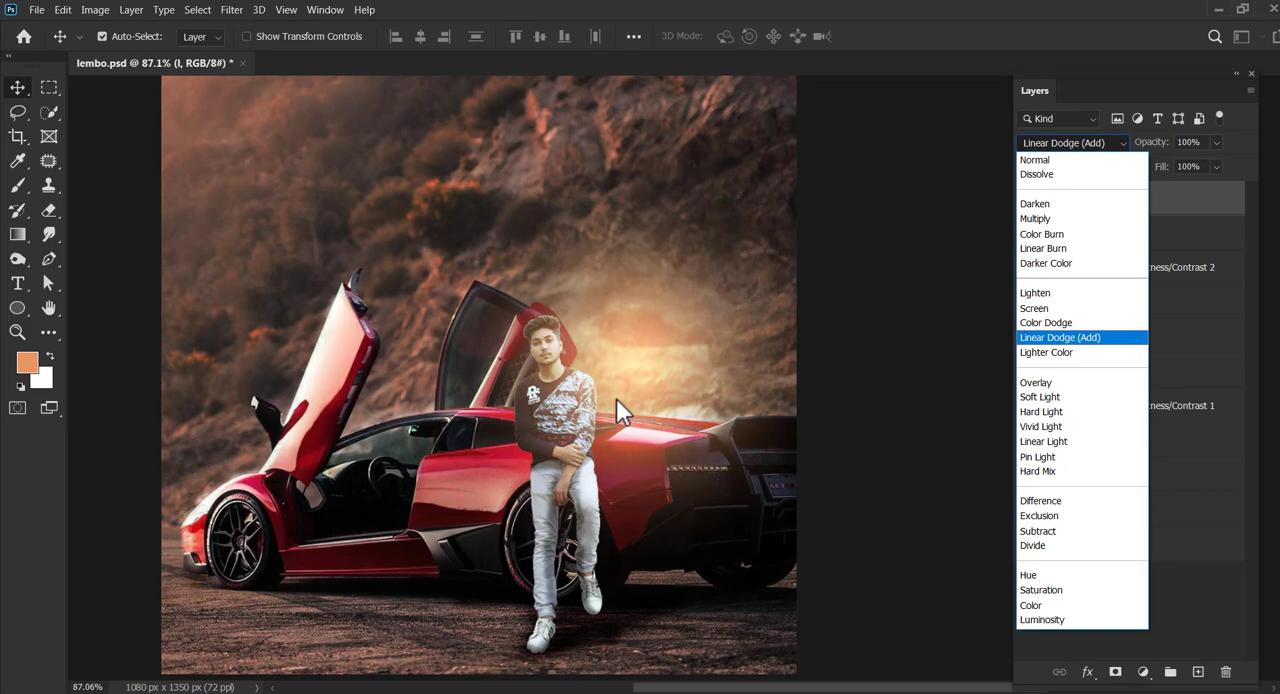 Ps File Edit Image Layer Type Select Filter 3D View Window Help
Auto-Select: Layer Show Transform Controls 3D Mode:
lembo.psd @ 87.1% (l, RGB/8#) *
Layers
Kind
Linear Dodge (Add) Opacity: 100%
Fill: 100%
Normal
Dissolve
Darken
Multiply
Color Burn
Linear Burn
Darker Color
ness/Contrast 2
Lighten
Screen
Color Dodge
Linear Dodge (Add)
Lighter Color
Overlay
Soft Light
ness/Contrast 1
Hard Light
Vivid Light
Linear Light
Pin Light
Hard Mix
Difference
Exclusion
Subtract
Divide
Hue
Saturation
Color
Luminosity
fx
87.06% 1080 px x 1350 px (72 ppi)